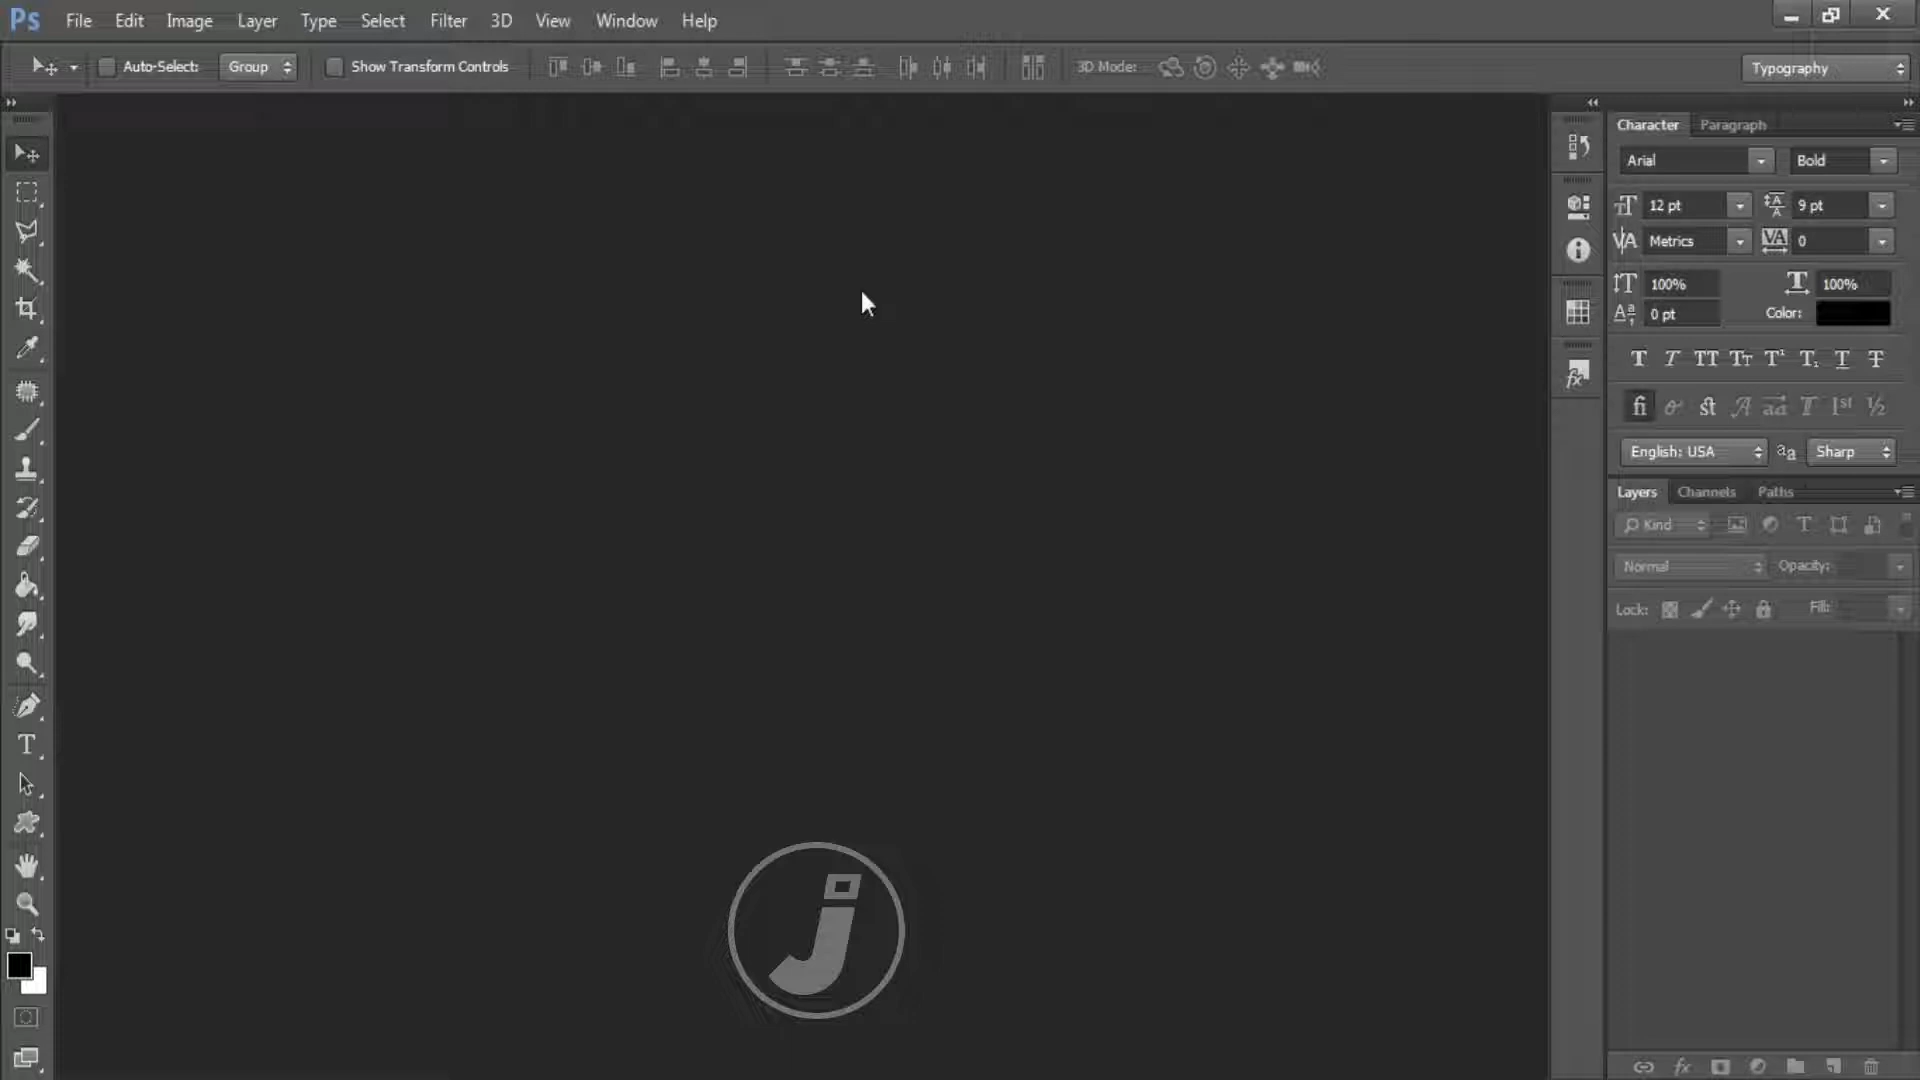 Ps File Edit Image Layer Type Select Filter 3D View Window Help
Auto-Select: Group Show Transform Controls 3D Mode: Typography
Character Paragraph
Arial Bold
12 pt 9 pt
Metrics 0
100% 100%
0 pt Color:
English: USA Sharp
Layers Channels Paths
Kind
Normal Opacity:
Lock: Fill:
j